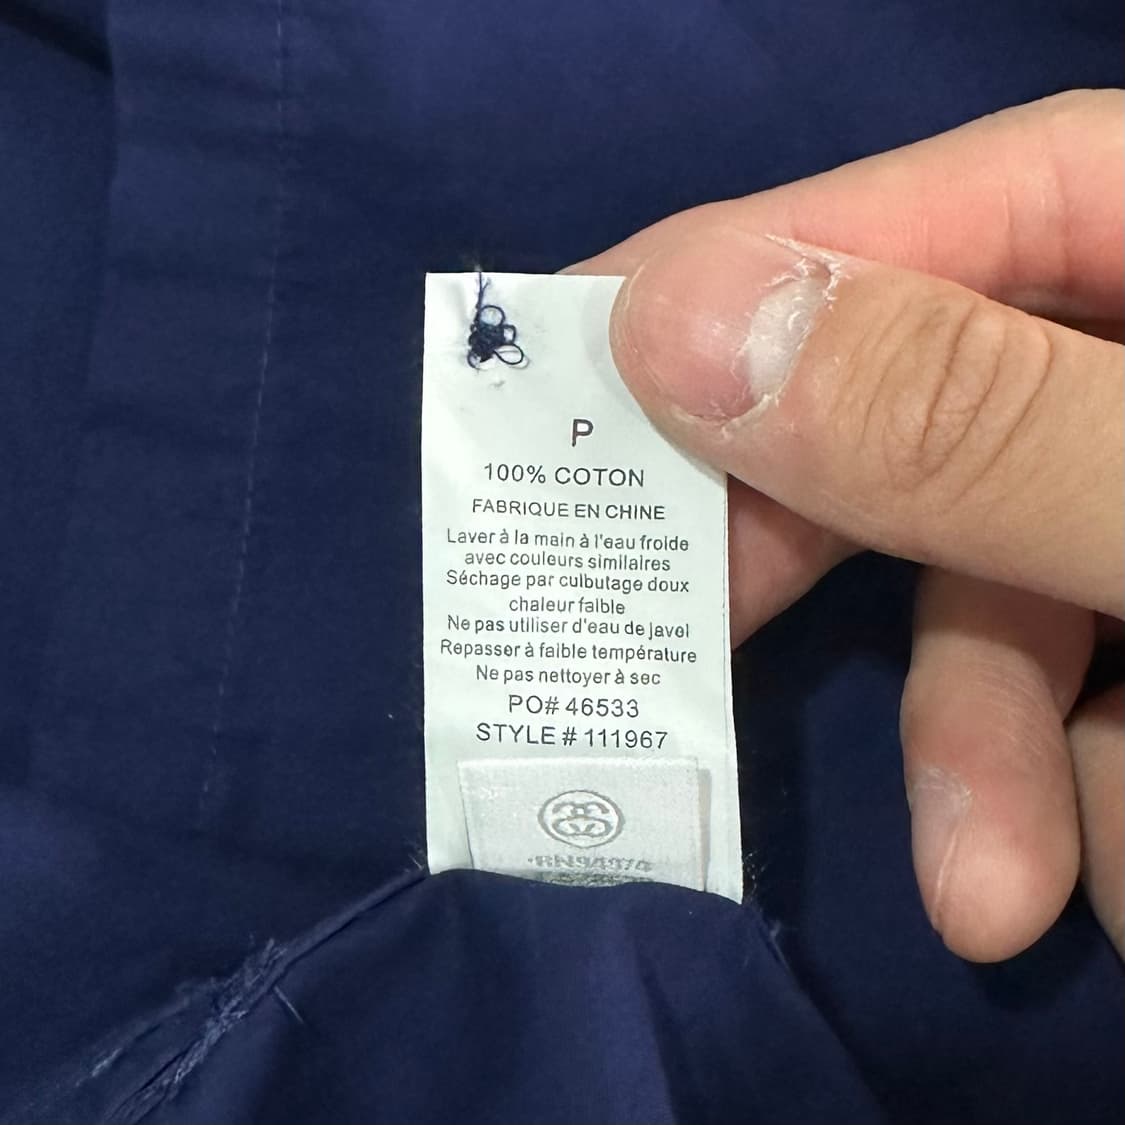 P
100% COTON
FABRIQUE EN CHINE
Laver à la main à l'eau froide
avec couleurs similaires
Séchage par culbutage doux
chaleur faible
Ne pas utiliser d'eau de javel
Repasser à faible température
Ne pas nettoyer à sec
PO# 46533
STYLE # 111967